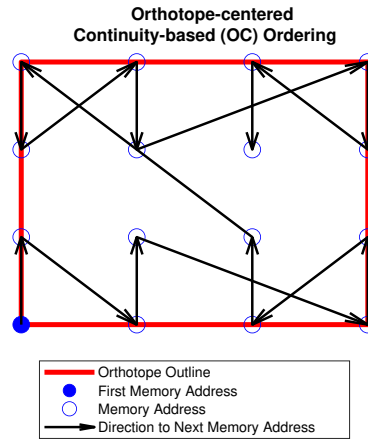 Orthotope-centered
Continuity-based (OC) Ordering
Orthotope Outline
First Memory Address
Memory Address
Direction to Next Memory Address